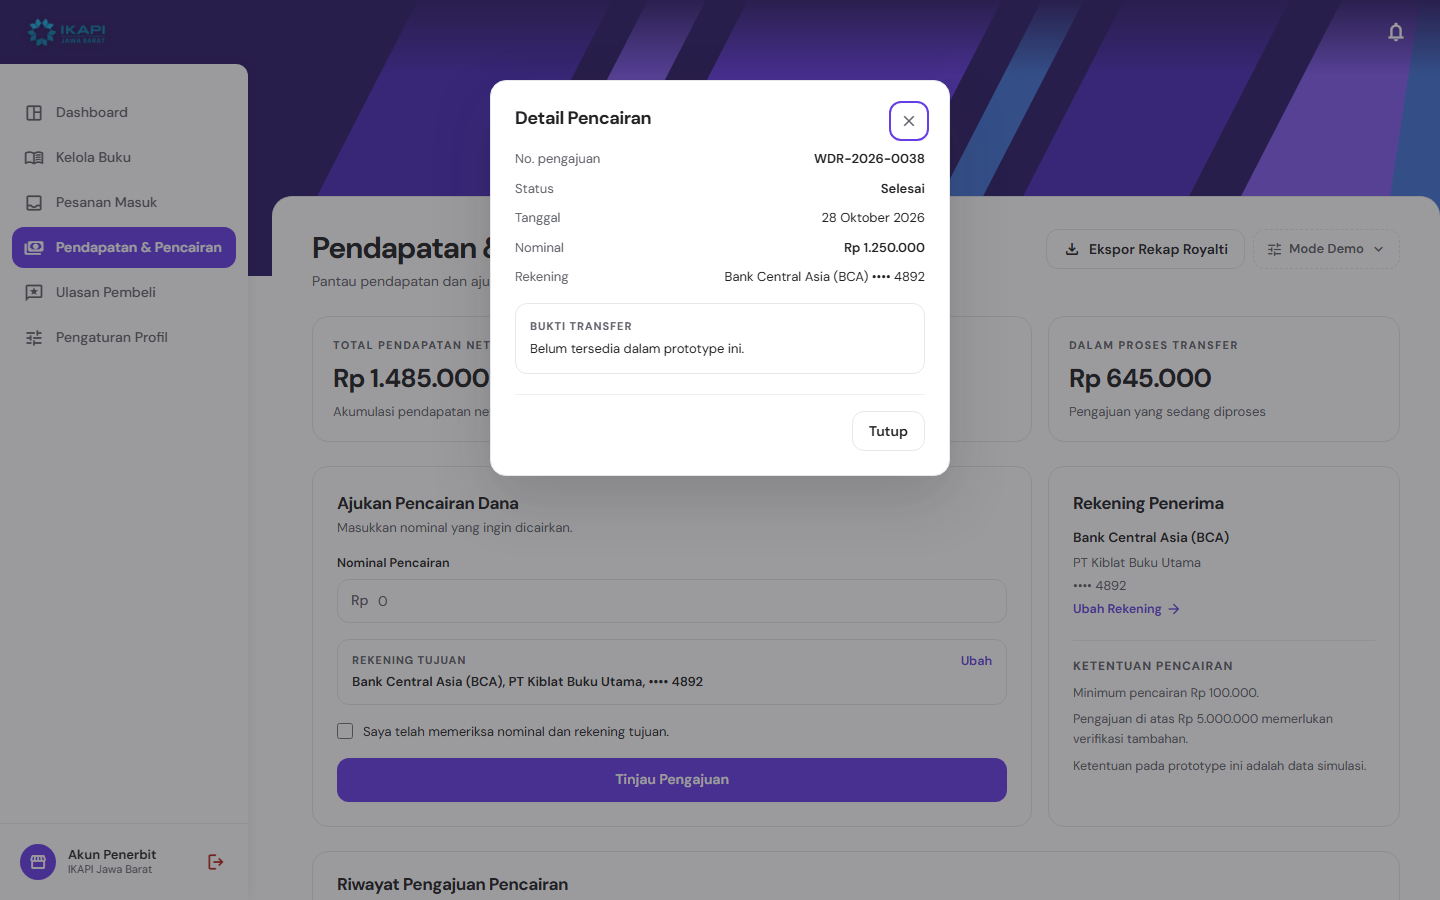 IKAPI
JAWA BARAT
Dashboard
Kelola Buku
Pesanan Masuk
Pendapatan & Pencairan
Ulasan Pembeli
Pengaturan Profil
Akun Penerbit
IKAPI Jawa Barat
Detail Pencairan
No. pengajuan WDR-2026-0038
Status Selesai
Tanggal 28 Oktober 2026
Nominal Rp 1.250.000
Rekening Bank Central Asia (BCA) •••• 4892
BUKTI TRANSFER
Belum tersedia dalam prototype ini.
Tutup
Pendapatan &
Pantau pendapatan dan aju
Ekspor Rekap Royalti
Mode Demo
TOTAL PENDAPATAN NET
Rp 1.485.000
Akumulasi pendapatan ne
DALAM PROSES TRANSFER
Rp 645.000
Pengajuan yang sedang diproses
Ajukan Pencairan Dana
Masukkan nominal yang ingin dicairkan.
Nominal Pencairan
Rp 0
REKENING TUJUAN
Ubah
Bank Central Asia (BCA), PT Kiblat Buku Utama, •••• 4892
Saya telah memeriksa nominal dan rekening tujuan.
Tinjau Pengajuan
Rekening Penerima
Bank Central Asia (BCA)
PT Kiblat Buku Utama
•••• 4892
Ubah Rekening →
KETENTUAN PENCAIRAN
Minimum pencairan Rp 100.000.
Pengajuan di atas Rp 5.000.000 memerlukan
verifikasi tambahan.
Ketentuan pada prototype ini adalah data simulasi.
Riwayat Pengajuan Pencairan